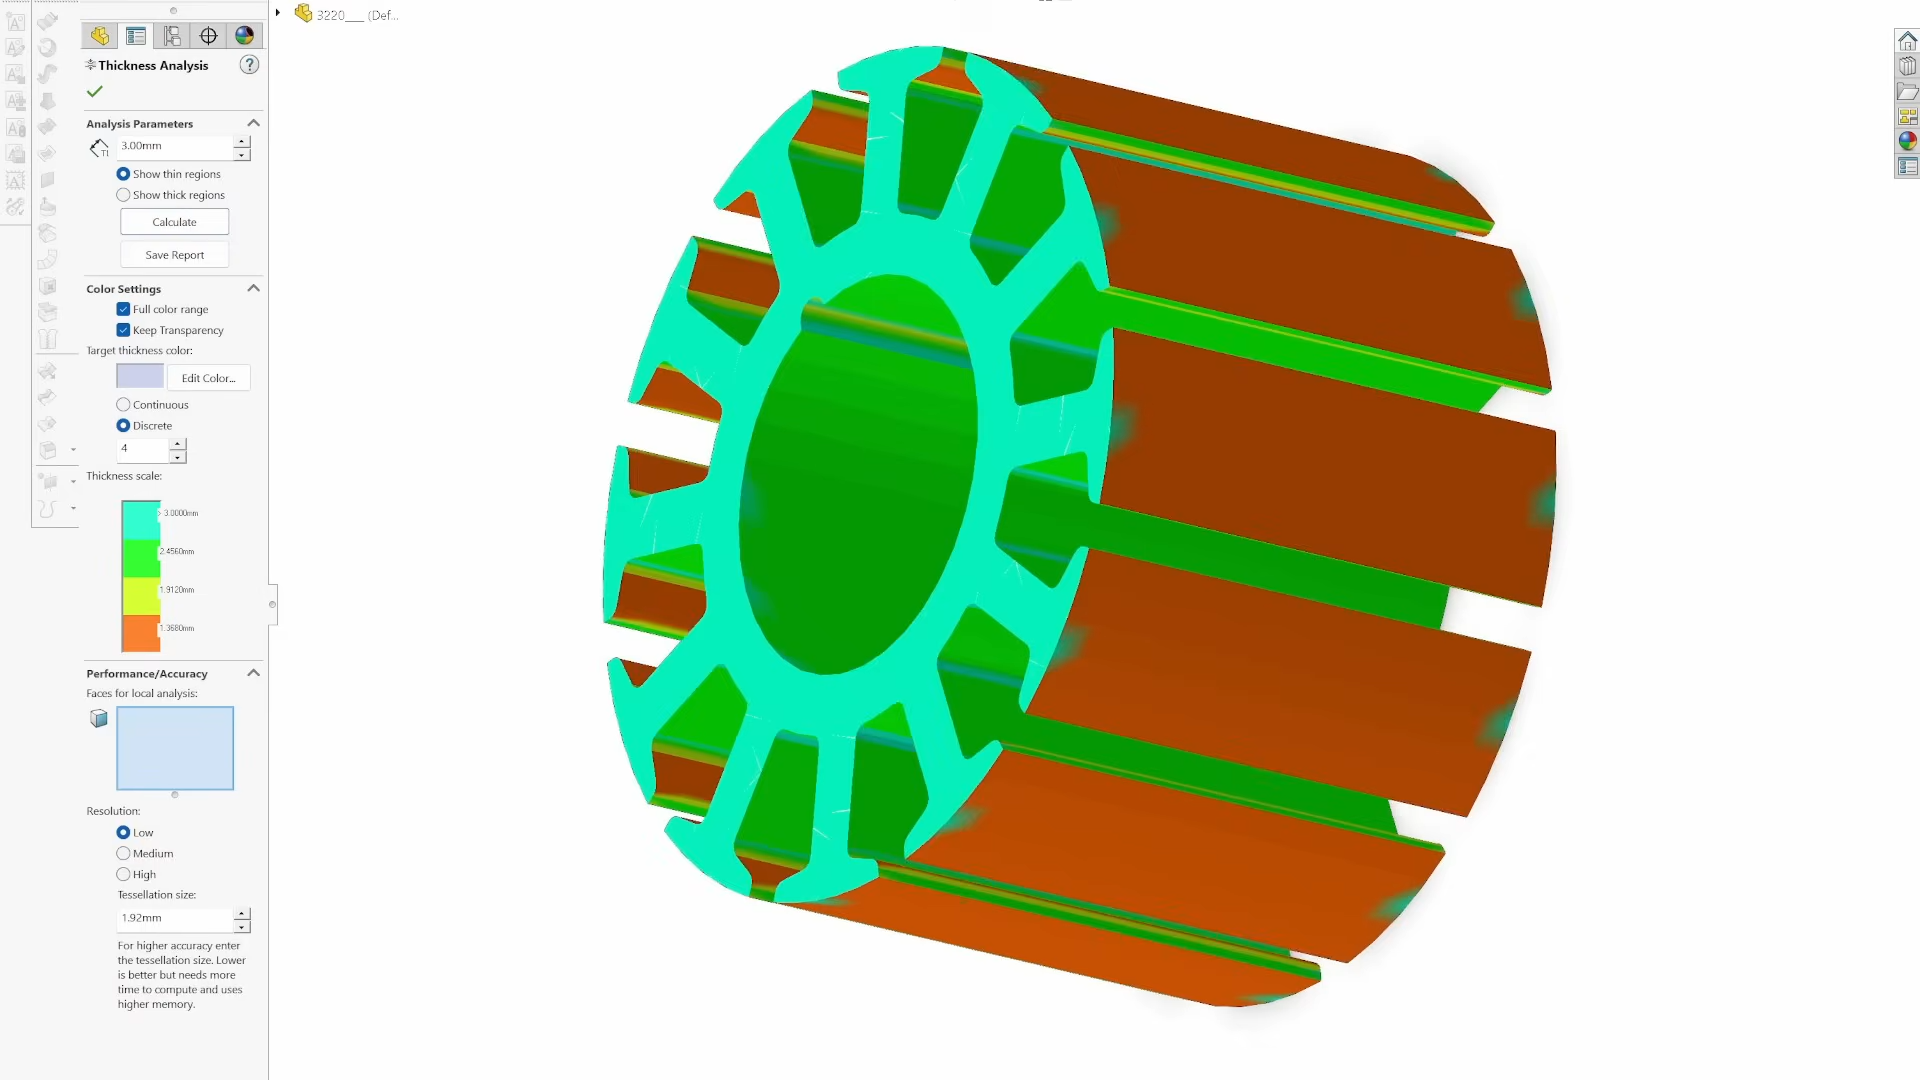 3220___ (Def...
Thickness Analysis
?
Analysis Parameters
T1
3.00mm
Show thin regions
Show thick regions
Calculate
Save Report
Color Settings
Full color range
Keep Transparency
Target thickness color:
Edit Color...
Continuous
Discrete
4
Thickness scale:
> 3.0000mm
2.4560mm
1.9120mm
1.3680mm
Performance/Accuracy
Faces for local analysis:
Resolution:
Low
Medium
High
Tessellation size:
1.92mm
For higher accuracy enter
the tessellation size. Lower
is better but needs more
time to compute and uses
higher memory.